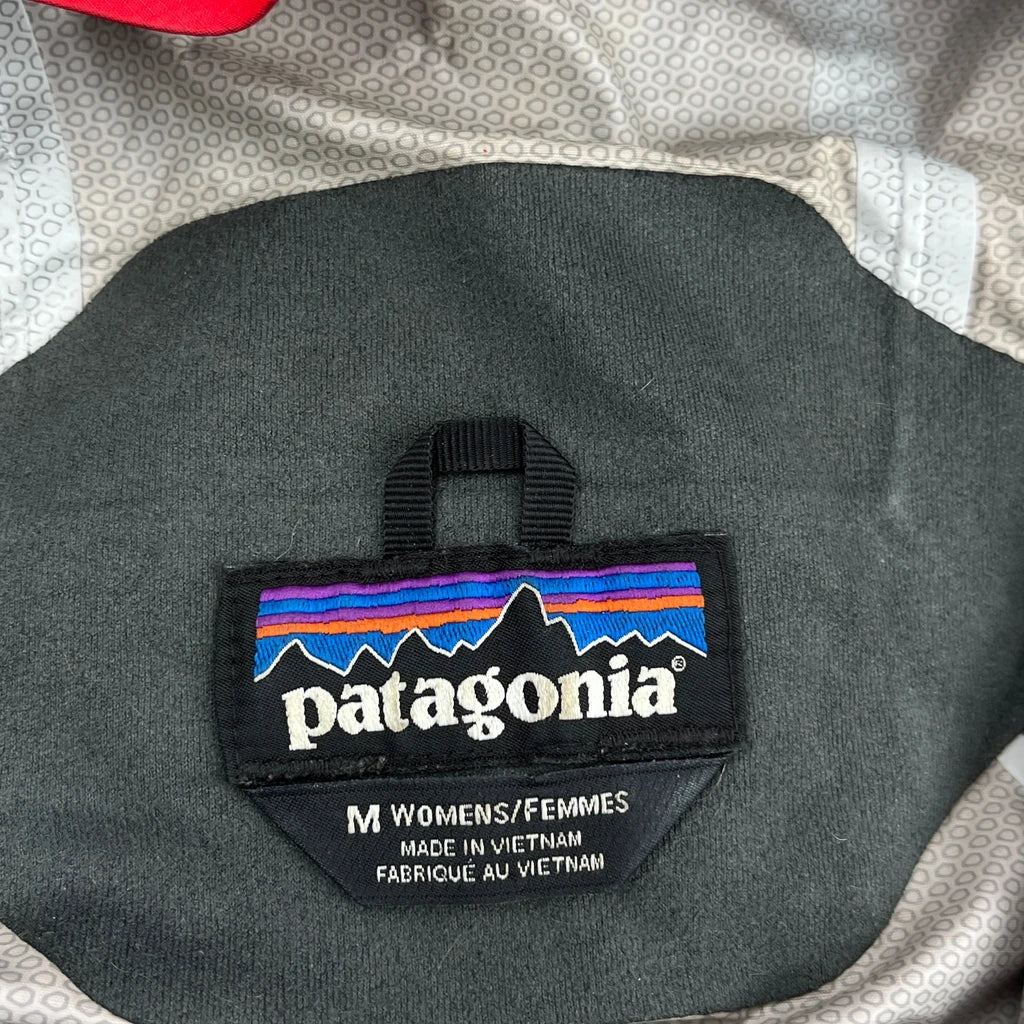 patagonia®
M WOMENS/FEMMES
MADE IN VIETNAM
FABRIQUÉ AU VIETNAM